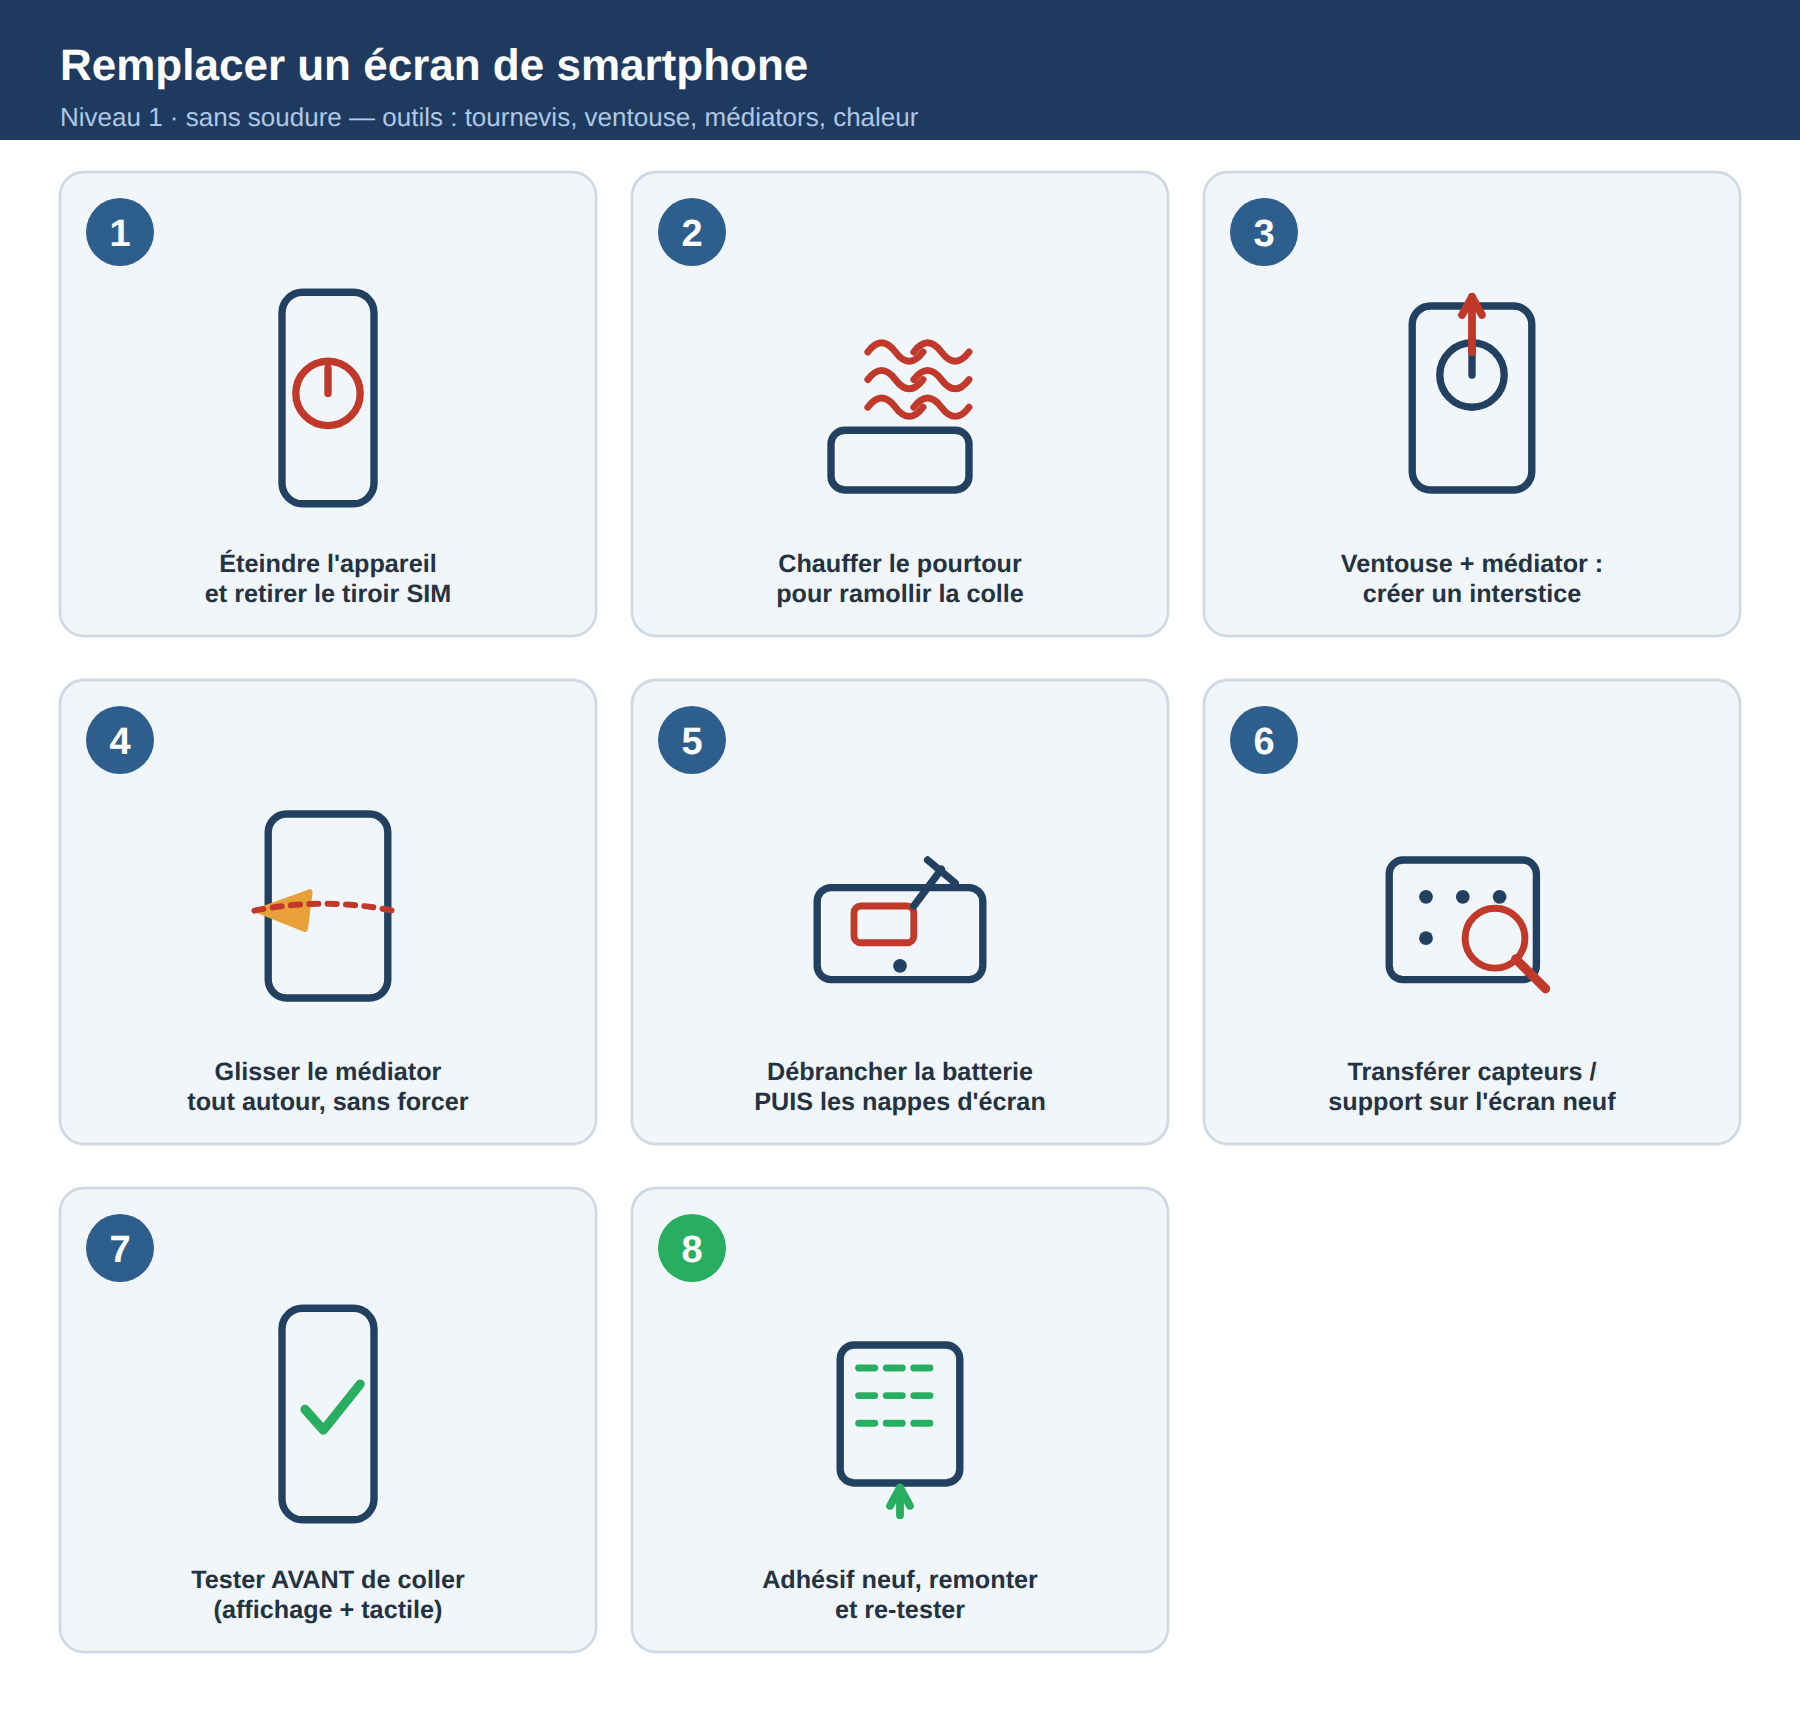 Remplacer un écran de smartphone
Niveau 1 · sans soudure — outils : tournevis, ventouse, médiators, chaleur
1
Éteindre l'appareil
et retirer le tiroir SIM
2
Chauffer le pourtour
pour ramollir la colle
3
Ventouse + médiator :
créer un interstice
4
Glisser le médiator
tout autour, sans forcer
5
Débrancher la batterie
PUIS les nappes d'écran
6
Transférer capteurs /
support sur l'écran neuf
7
Tester AVANT de coller
(affichage + tactile)
8
Adhésif neuf, remonter
et re-tester